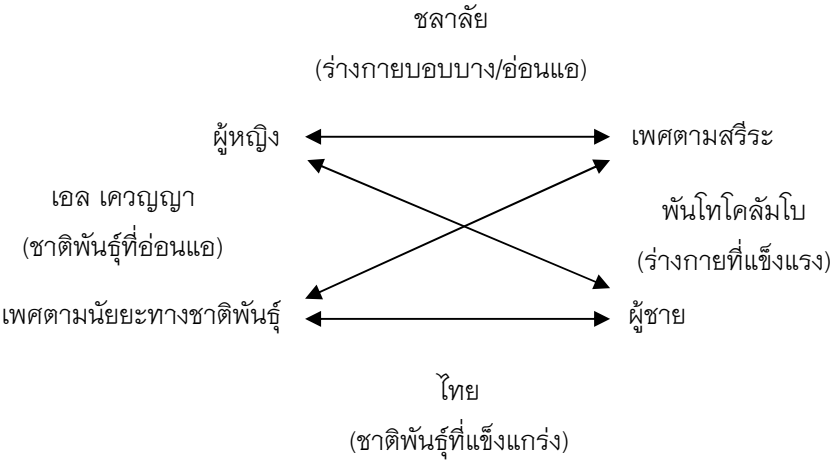 ชลาลัย
(ร่างกายบอบบาง/อ่อนแอ)
ผู้หญิง
เพศตามสรีระ
เอล เควญญา
(ชาติพันธุ์ที่อ่อนแอ)
พันโทโคลัมโบ
(ร่างกายที่แข็งแรง)
เพศตามนัยยะทางชาติพันธุ์
ผู้ชาย
ไทย
(ชาติพันธุ์ที่แข็งแกร่ง)